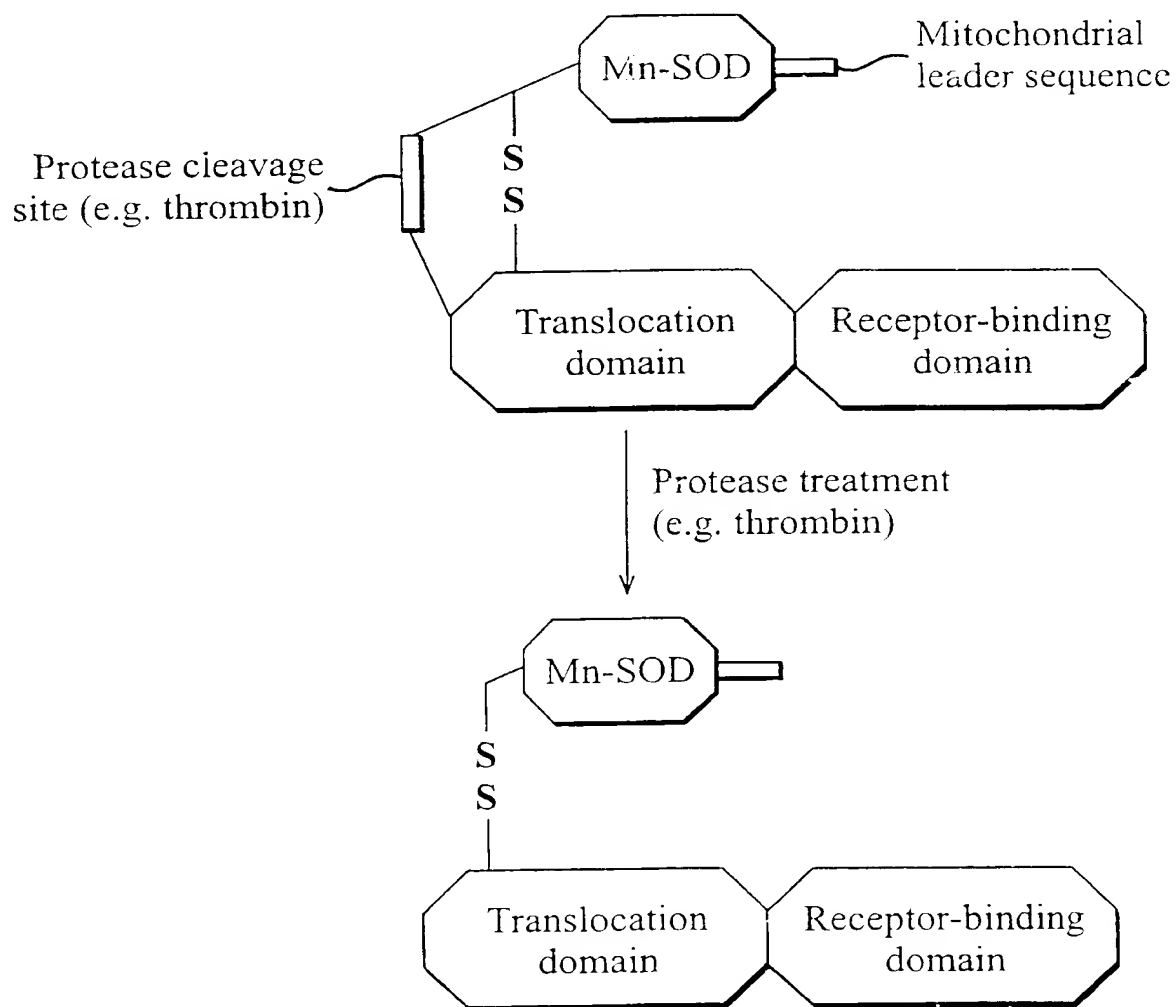 Mn-SOD
Mitochondrial
leader sequence
Protease cleavage
site (e.g. thrombin)
S
S
Translocation
domain
Receptor-binding
domain
Protease treatment
(e.g. thrombin)
Mn-SOD
S
S
Translocation
domain
Receptor-binding
domain